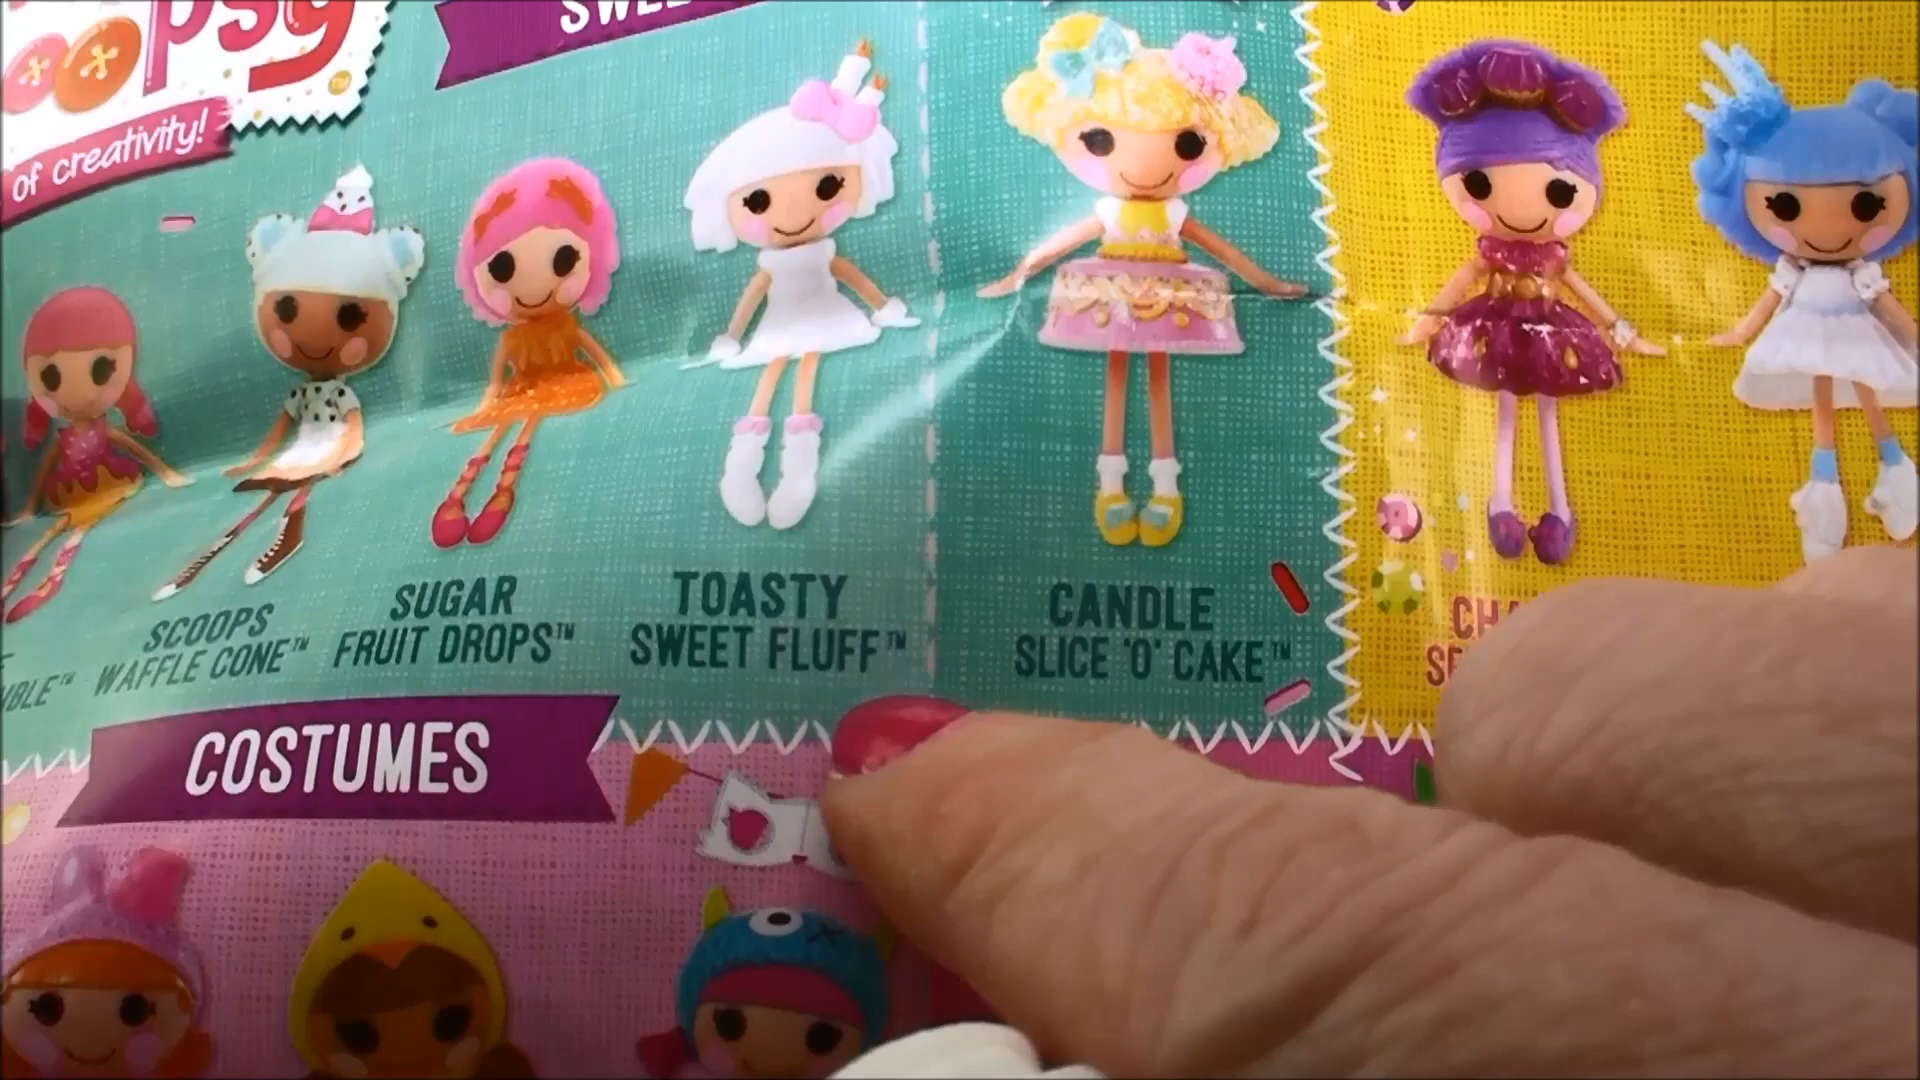 of creativity!
SCOOPS
WAFFLE CONE™
SUGAR
FRUIT DROPS™
TOASTY
SWEET FLUFF™
CANDLE
SLICE 'O' CAKE™
COSTUMES